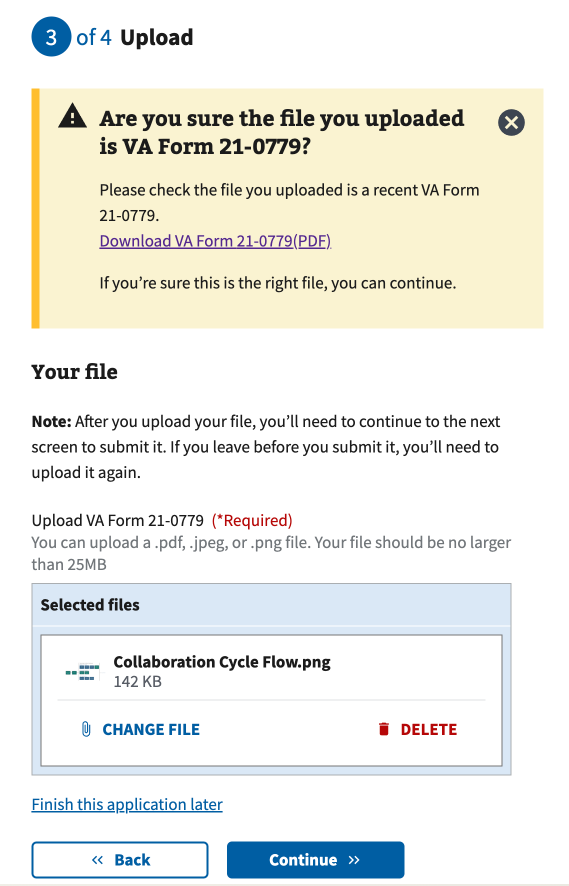 3 of 4 Upload
Are you sure the file you uploaded
is VA Form 21-0779?
Please check the file you uploaded is a recent VA Form
21-0779.
Download VA Form 21-0779(PDF)
If you’re sure this is the right file, you can continue.
Your file
Note: After you upload your file, you’ll need to continue to the next
screen to submit it. If you leave before you submit it, you’ll need to
upload it again.
Upload VA Form 21-0779 (*Required)
You can upload a .pdf, .jpeg, or .png file. Your file should be no larger
than 25MB
Selected files
Collaboration Cycle Flow.png
142 KB
CHANGE FILE
DELETE
Finish this application later
« Back
Continue »